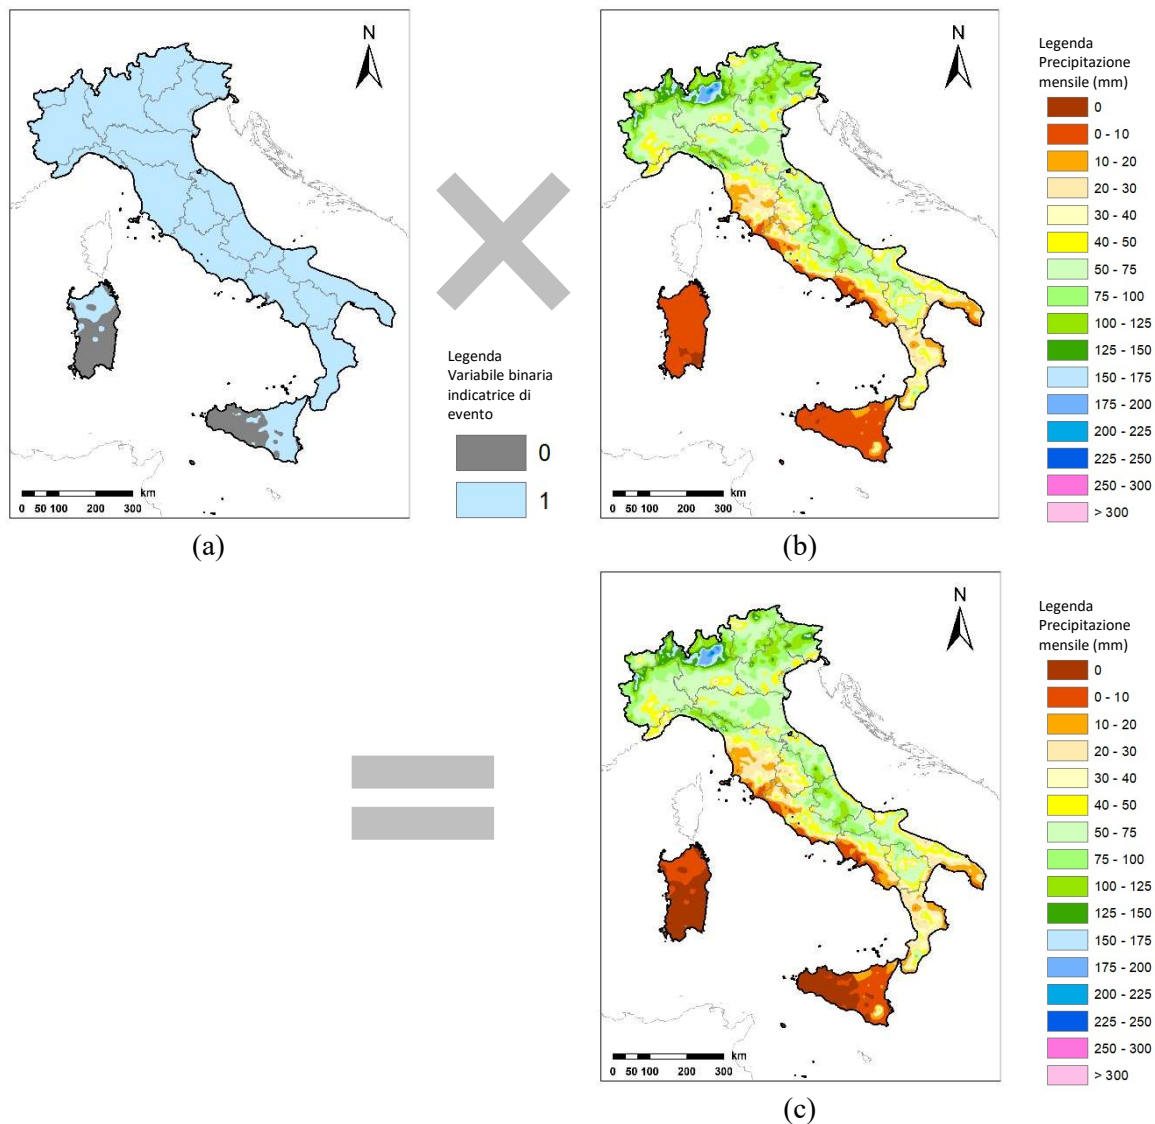 N
km
0 50 100 200 300
(a)
Legenda
Variabile binaria
indicatrice di
evento
0
1
N
km
0 50 100 200 300
(b)
Legenda
Precipitazione
mensile (mm)
0
0 - 10
10 - 20
20 - 30
30 - 40
40 - 50
50 - 75
75 - 100
100 - 125
125 - 150
150 - 175
175 - 200
200 - 225
225 - 250
250 - 300
> 300
N
km
0 50 100 200 300
(c)
Legenda
Precipitazione
mensile (mm)
0
0 - 10
10 - 20
20 - 30
30 - 40
40 - 50
50 - 75
75 - 100
100 - 125
125 - 150
150 - 175
175 - 200
200 - 225
225 - 250
250 - 300
> 300